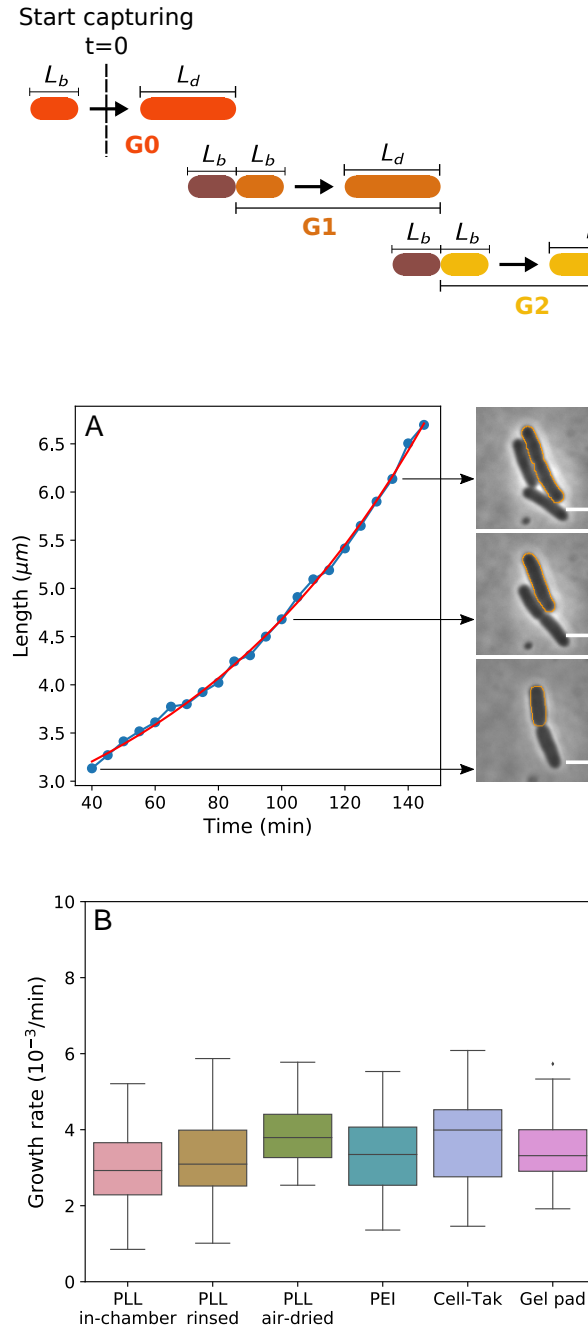 Start capturing
t=0
L_b
L_d
G0
L_b L_b
L_d
G1
L_b L_b
G2
A
6.5
6.0
5.5
5.0
4.5
4.0
3.5
3.0
Length (μm)
40 60 80 100 120 140
Time (min)
B
10
8
6
4
2
0
Growth rate (10⁻³/min)
PLL in-chamber
PLL rinsed
PLL air-dried
PEI
Cell-Tak
Gel pad